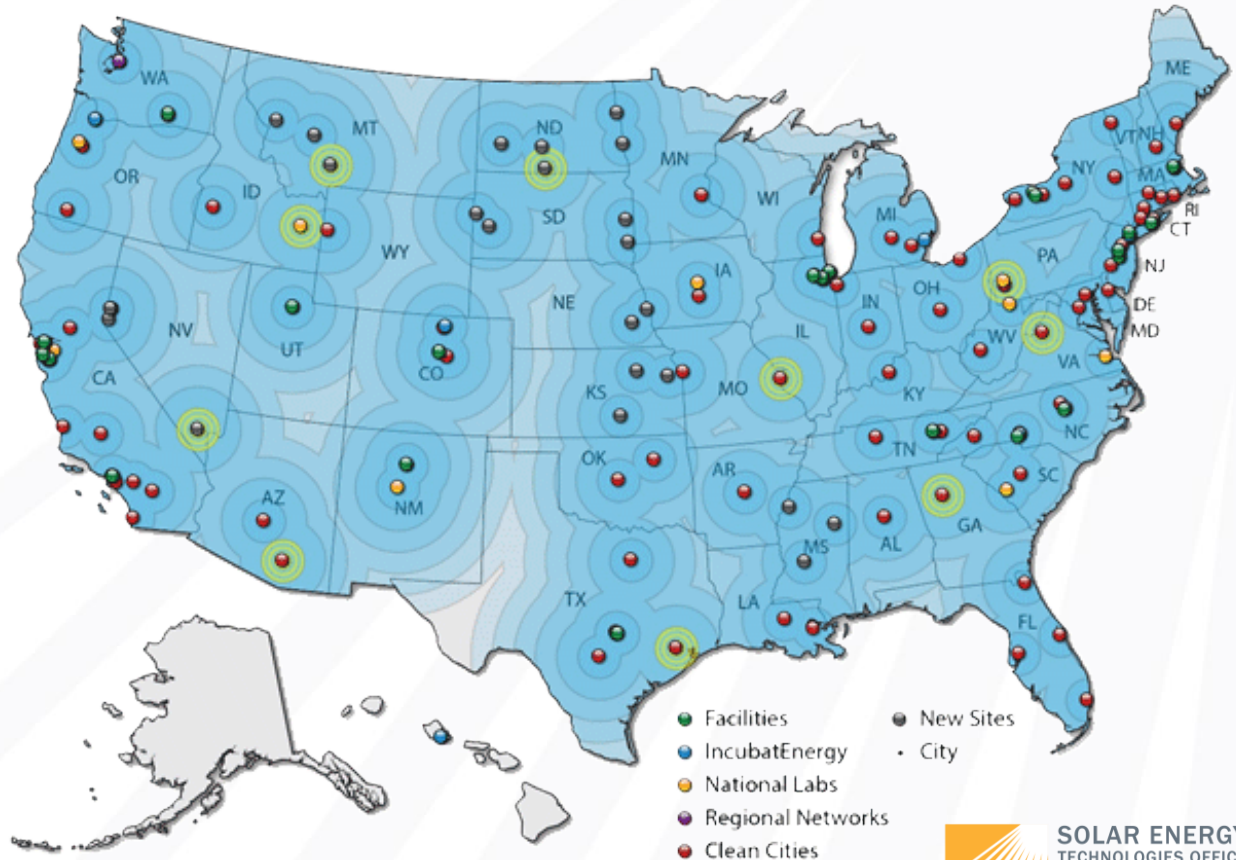 WA
ME
MT
ND
VT
NH
MN
OR
NY
MA
WI
ID
MI
SD
RI
CT
WY
PA
IA
NJ
NE
OH
IN
DE
NV
IL
WV
MD
UT
VA
CO
CA
MO
KY
KS
NC
TN
OK
AR
SC
AZ
NM
GA
MS
AL
TX
LA
FL
Facilities
New Sites
IncubatEnergy
City
National Labs
Regional Networks
Clean Cities
SOLAR ENERGY
TECHNOLOGIES OFFIC